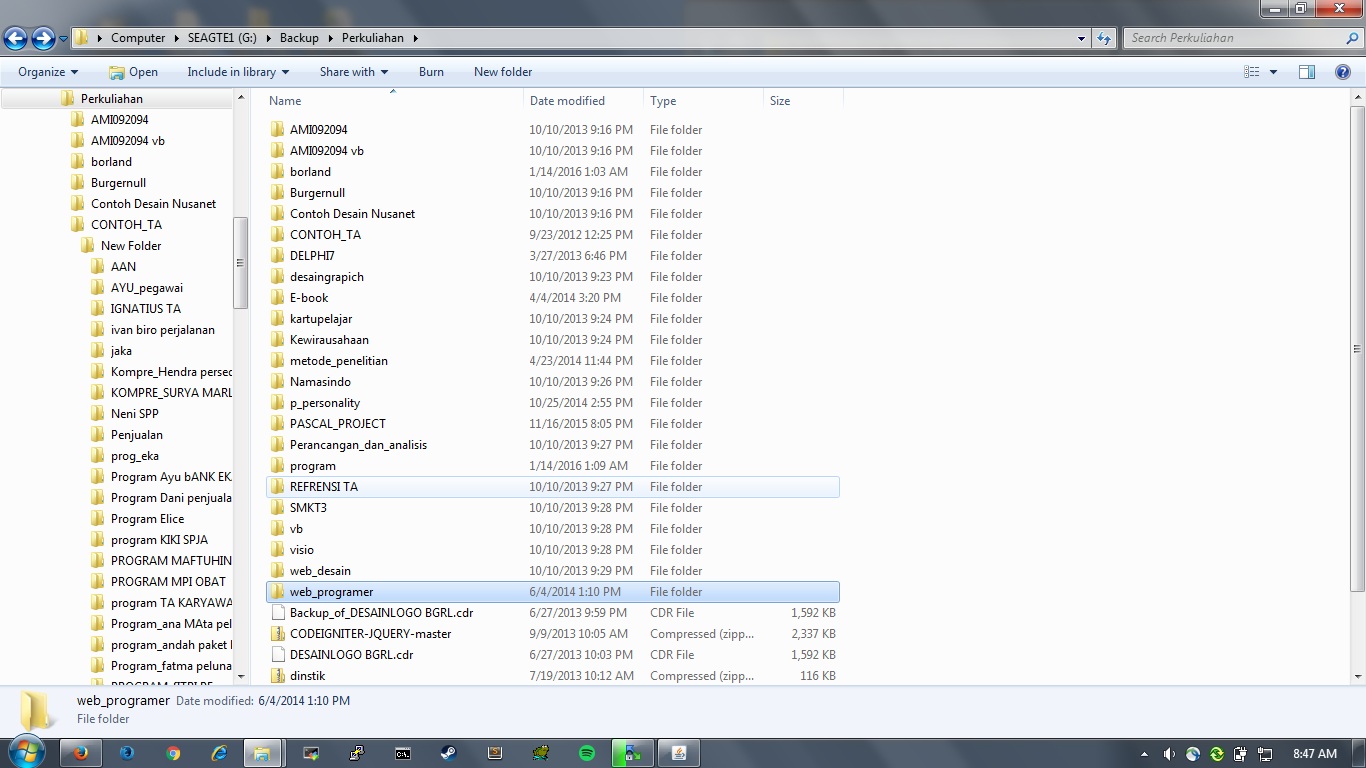 Computer SEAGTE1 (G:) Backup Perkuliahan
Search Perkuliahan
Organize Open Include in library Share with Burn New folder
Perkuliahan
AMI092094
AMI092094 vb
borland
Burgernull
Contoh Desain Nusanet
CONTOH_TA
New Folder
AAN
AYU_pegawai
IGNATIUS TA
ivan biro perjalanan
jaka
Kompre_Hendra persec
KOMPRE_SURYA MARL
Neni SPP
Penjualan
prog_eka
Program Ayu bANK EK
Program Dani penjuala
Program Elice
program KIKI SPJA
PROGRAM MAFTUHIN
PROGRAM MPI OBAT
program TA KARYAWA
Program_ana MAta pel
program_andah paket
Program_fatma peluna
Name Date modified Type Size
AMI092094 10/10/2013 9:16 PM File folder
AMI092094 vb 10/10/2013 9:16 PM File folder
borland 1/14/2016 1:03 AM File folder
Burgernull 10/10/2013 9:16 PM File folder
Contoh Desain Nusanet 10/10/2013 9:16 PM File folder
CONTOH_TA 9/23/2012 12:25 PM File folder
DELPHI7 3/27/2013 6:46 PM File folder
desaingrapich 10/10/2013 9:23 PM File folder
E-book 4/4/2014 3:20 PM File folder
kartupelajar 10/10/2013 9:24 PM File folder
Kewirausahaan 10/10/2013 9:24 PM File folder
metode_penelitian 4/23/2014 11:44 PM File folder
Namasindo 10/10/2013 9:26 PM File folder
p_personality 10/25/2014 2:55 PM File folder
PASCAL_PROJECT 11/16/2015 8:05 PM File folder
Perancangan_dan_analisis 10/10/2013 9:27 PM File folder
program 1/14/2016 1:09 AM File folder
REFRENSI TA 10/10/2013 9:27 PM File folder
SMKT3 10/10/2013 9:28 PM File folder
vb 10/10/2013 9:28 PM File folder
visio 10/10/2013 9:28 PM File folder
web_desain 10/10/2013 9:29 PM File folder
web_programer 6/4/2014 1:10 PM File folder
Backup_of_DESAINLOGO BGRL.cdr 6/27/2013 9:59 PM CDR File 1,592 KB
CODEIGNITER-JQUERY-master 9/9/2013 10:05 AM Compressed (zipp... 2,337 KB
DESAINLOGO BGRL.cdr 6/27/2013 10:03 PM CDR File 1,592 KB
dinstik 7/19/2013 10:12 AM Compressed (zipp... 116 KB
web_programer Date modified: 6/4/2014 1:10 PM
File folder
8:47 AM